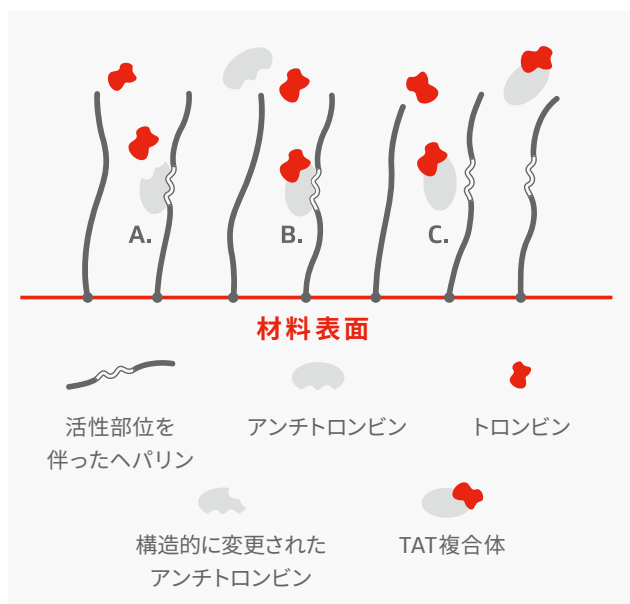 A.
B.
C.
材料表面
活性部位を
伴ったヘパリン
アンチトロンビン
トロンビン
構造的に変更された
アンチトロンビン
TAT複合体